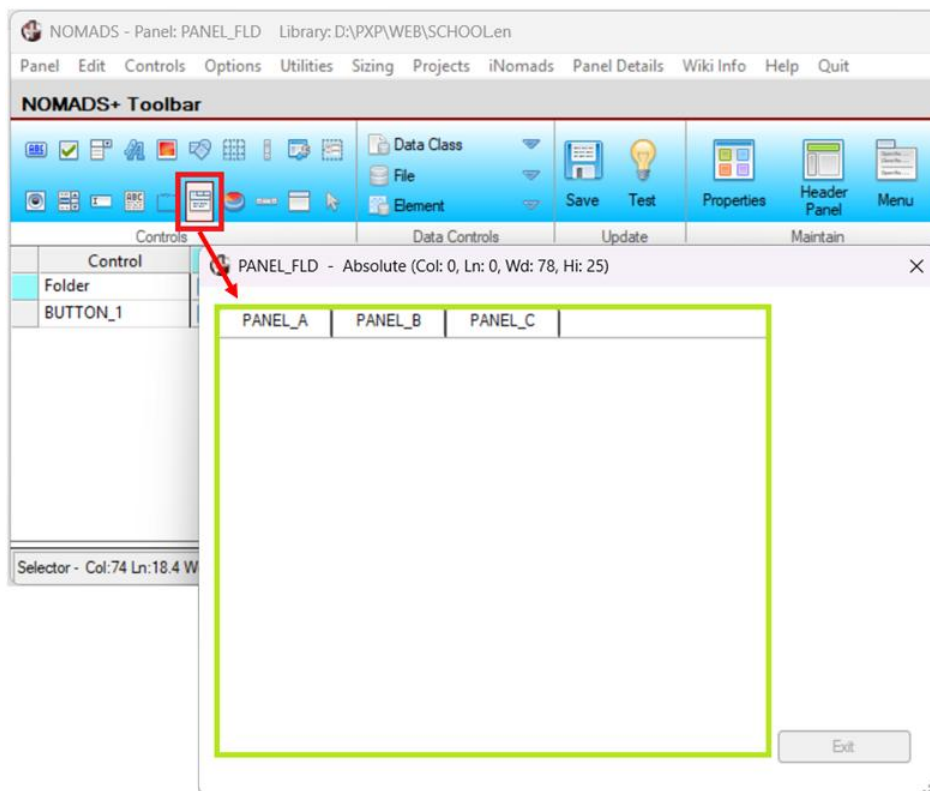 NOMADS - Panel: PANEL_FLD Library: D:\PXP\WEB\SCHOOL.en
Panel Edit Controls Options Utilities Sizing Projects iNomads Panel Details Wiki Info Help Quit
NOMADS+ Toolbar
Data Class
File
Element
Save Test Properties Header Panel Menu
Controls Data Controls Update Maintain
Control
Folder
BUTTON_1
PANEL_FLD - Absolute (Col: 0, Ln: 0, Wd: 78, Hi: 25)
PANEL_A PANEL_B PANEL_C
Selector - Col:74 Ln:18.4 W
Exit